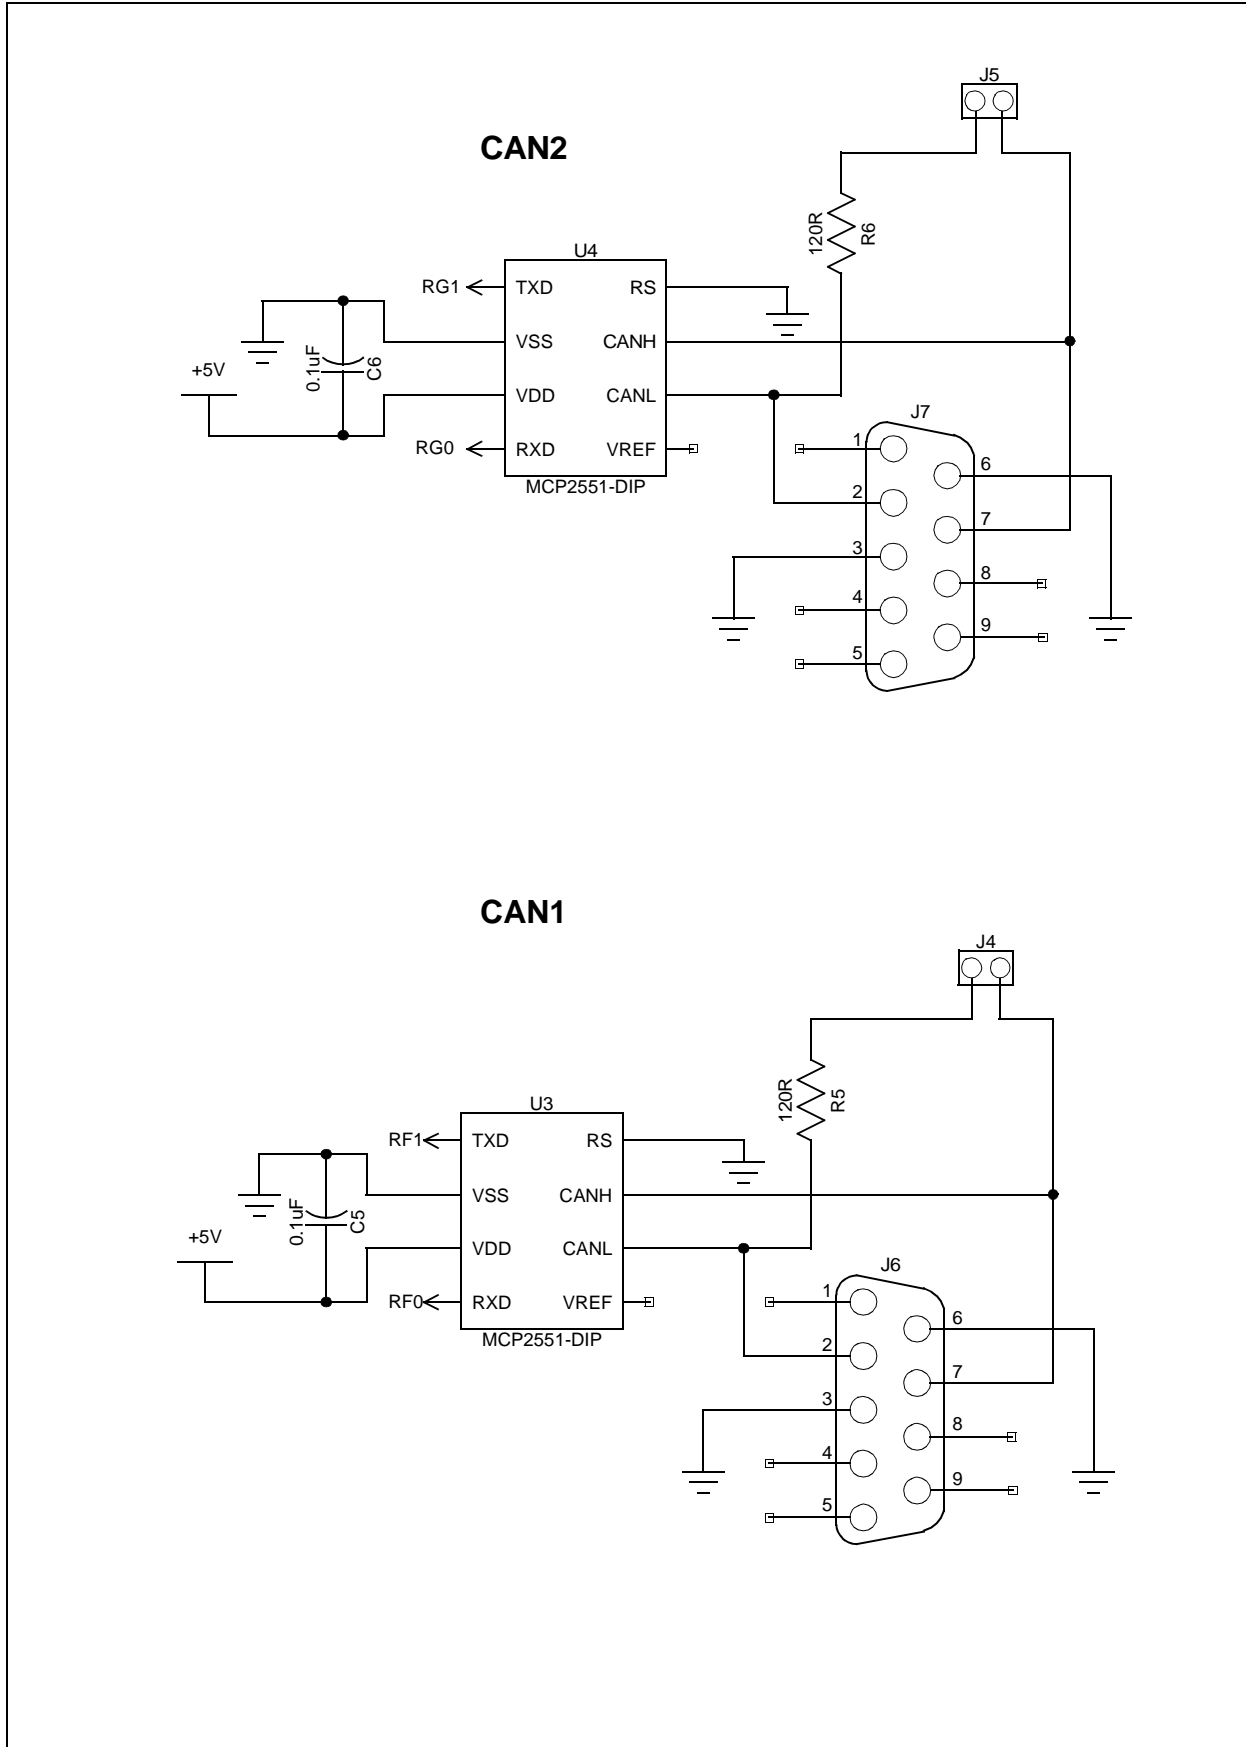 J5
CAN2
120R
R6
U4
RG1
TXD
RS
VSS
CANH
+5V
0.1uF
C6
VDD
CANL
J7
RG0
RXD
VREF
MCP2551-DIP
1
6
2
7
3
8
4
9
5
CAN1
J4
120R
R5
U3
RF1
TXD
RS
VSS
CANH
+5V
0.1uF
C5
VDD
CANL
J6
RF0
RXD
VREF
MCP2551-DIP
1
6
2
7
3
8
4
9
5